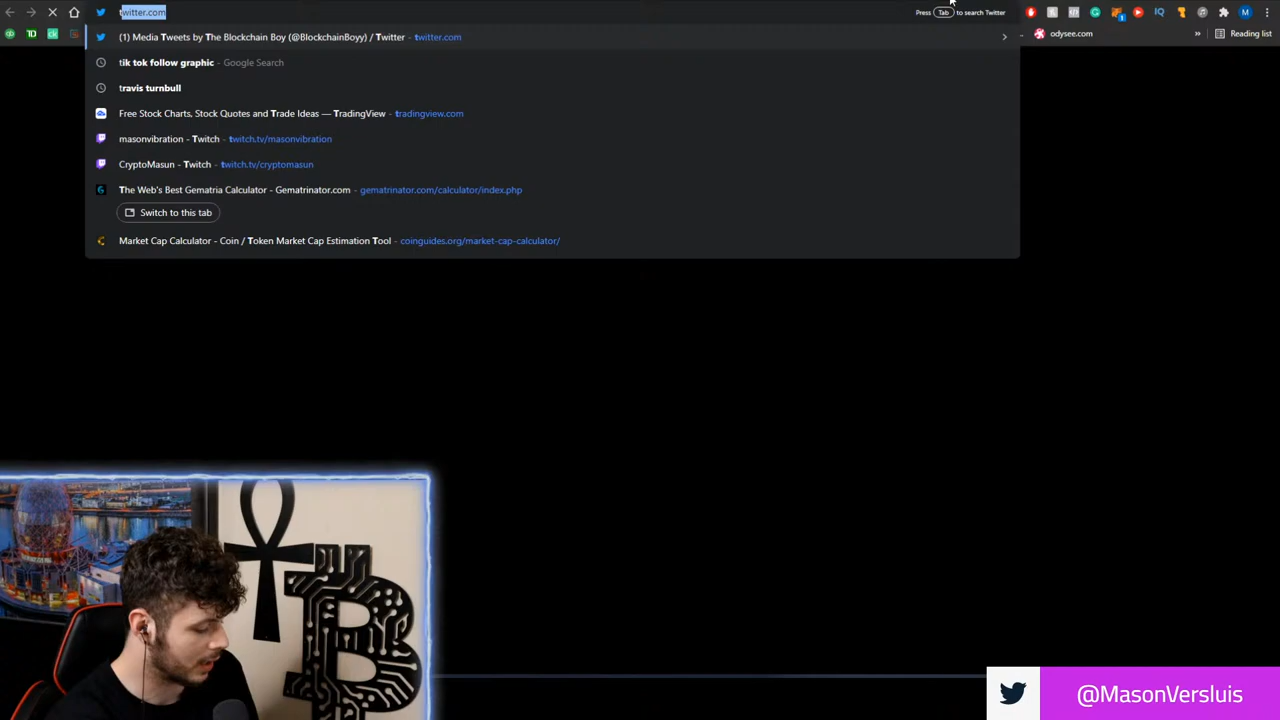 twitter.com
Press Tab to search Twitter
(1) Media Tweets by The Blockchain Boy (@BlockchainBoyy) / Twitter - twitter.com
tik tok follow graphic - Google Search
travis turnbull
Free Stock Charts, Stock Quotes and Trade Ideas — TradingView - tradingview.com
masonvibration - Twitch - twitch.tv/masonvibration
CryptoMasun - Twitch - twitch.tv/cryptomasun
The Web's Best Gematria Calculator - Gematrinator.com - gematrinator.com/calculator/index.php
Switch to this tab
Market Cap Calculator - Coin / Token Market Cap Estimation Tool - coinguides.org/market-cap-calculator/
odysee.com
» Reading list
@MasonVersluis